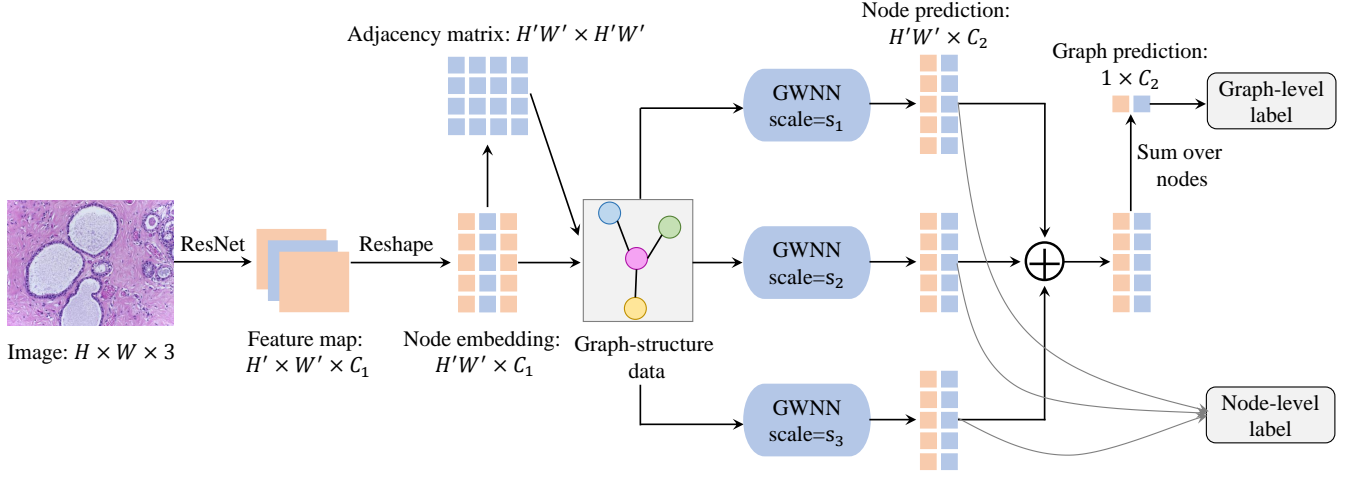 Node prediction:
H′W′ × C₂
Adjacency matrix: H′W′ × H′W′
Graph prediction:
1 × C₂
GWNN
scale=s₁
Graph-level
label
Sum over
nodes
ResNet
Reshape
GWNN
scale=s₂
Image: H × W × 3
Feature map:
H′ × W′ × C₁
Node embedding:
H′W′ × C₁
Graph-structure
data
GWNN
scale=s₃
Node-level
label